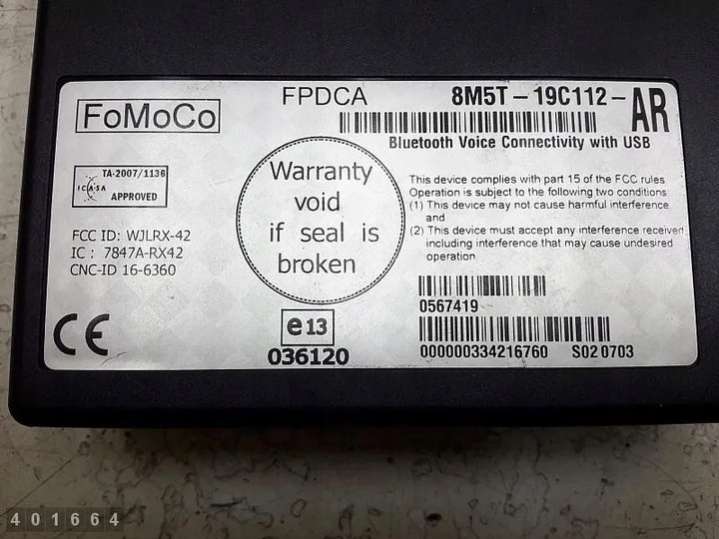 FoMoCo
FPDCA
8M5T-19C112-AR
Bluetooth Voice Connectivity with USB
TA-2007/1136
ICASA
APPROVED
Warranty
void
if seal is
broken
This device complies with part 15 of the FCC rules
Operation is subject to the following two conditions
(1) This device may not cause harmful interference
and
(2) This device must accept any interference received
including interference that may cause undesired
operation
FCC ID: WJLRX-42
IC : 7847A-RX42
CNC-ID 16-6360
CE
e13
036120
0567419
000000334216760 S02 0703
401664